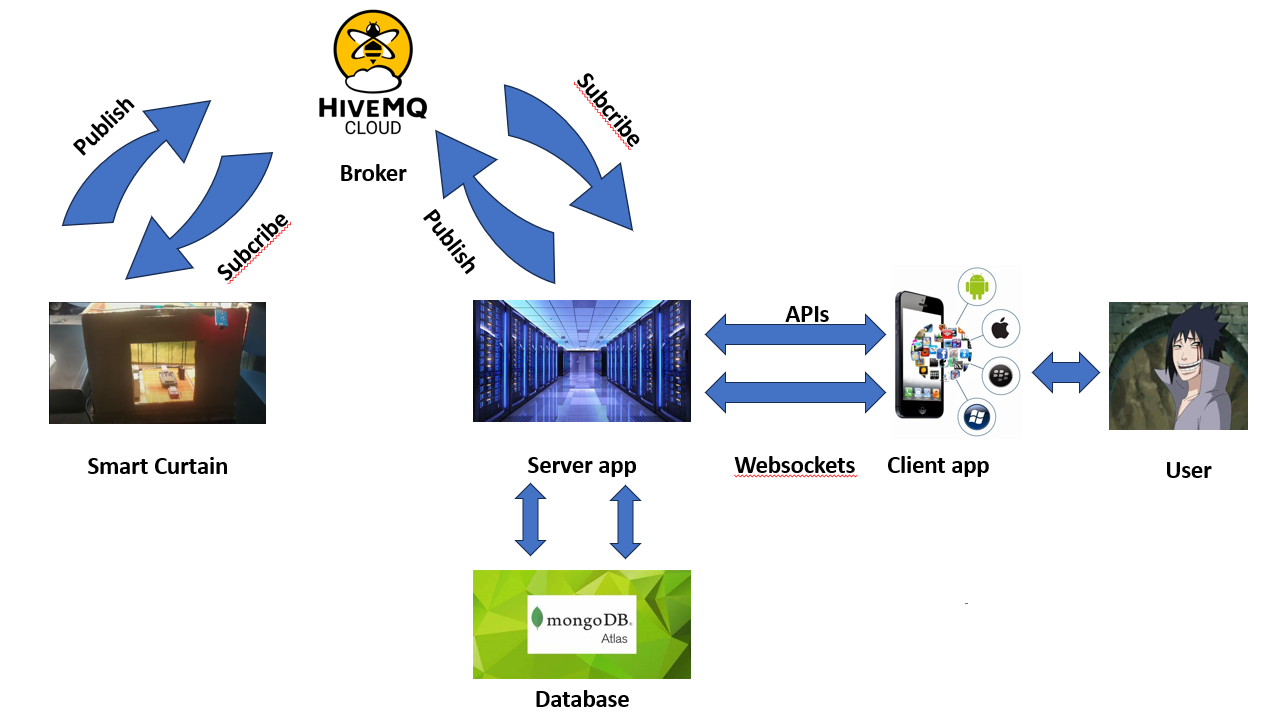 HIVEMQ
CLOUD
Broker
Publish
Subcribe
Publish
Subcribe
APIs
Smart Curtain
Server app
Websockets
Client app
User
mongoDB®
Atlas
Database